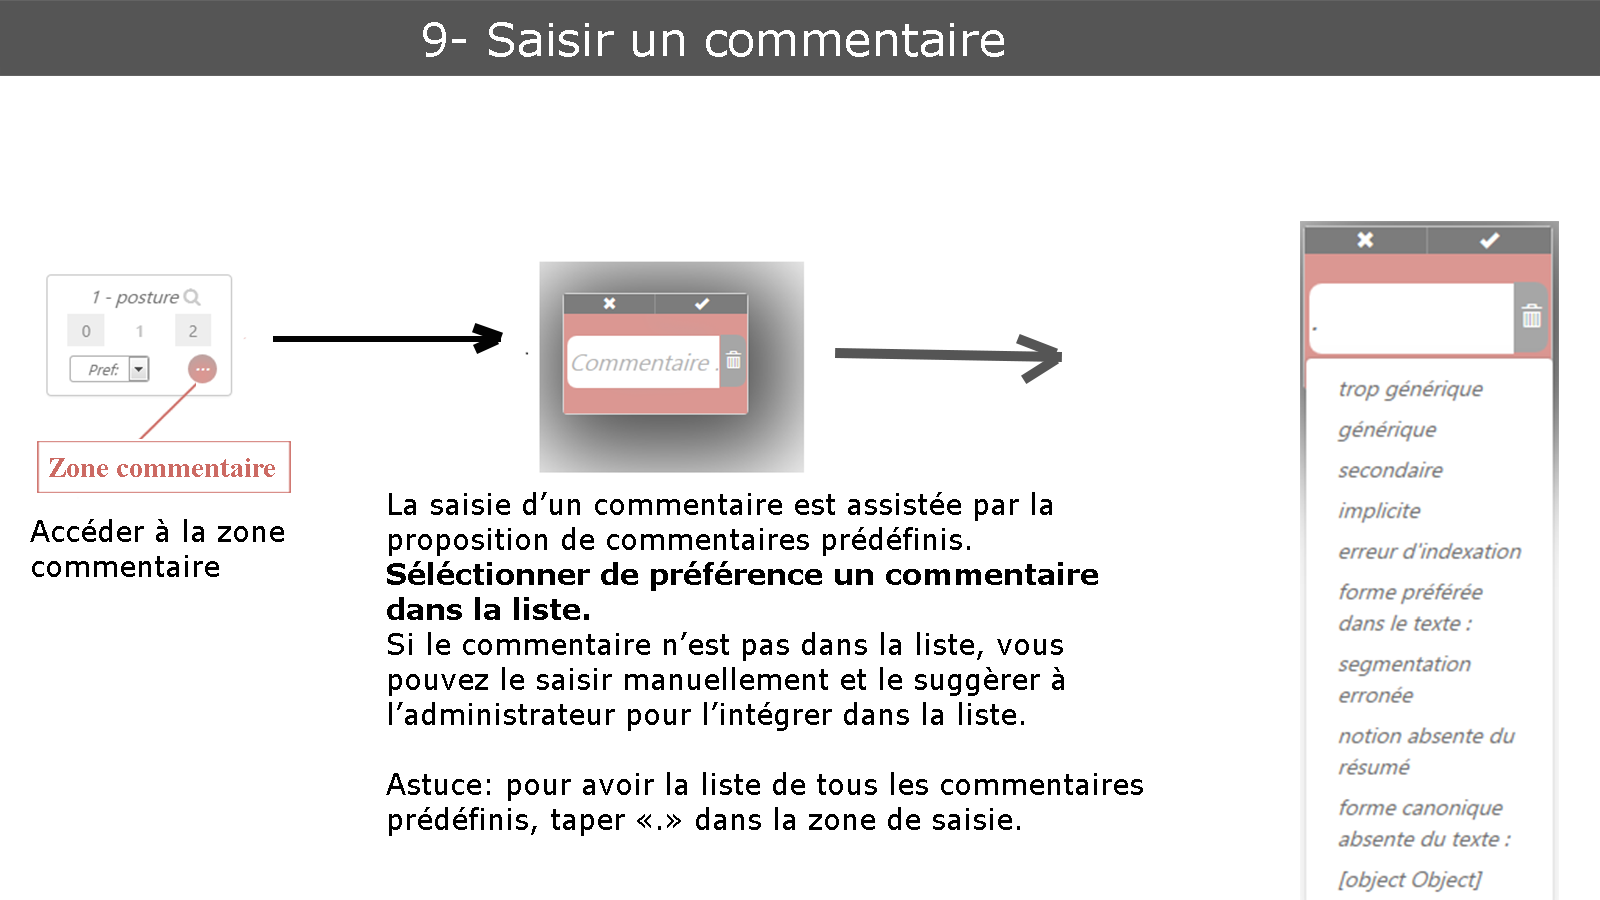 9- Saisir un commentaire
1 - posture
0 1 2
Pref:
...
Zone commentaire
Accéder à la zone
commentaire
Commentaire .
La saisie d’un commentaire est assistée par la
proposition de commentaires prédéfinis.
Séléctionner de préférence un commentaire
dans la liste.
Si le commentaire n’est pas dans la liste, vous
pouvez le saisir manuellement et le suggèrer à
l’administrateur pour l’intégrer dans la liste.
Astuce: pour avoir la liste de tous les commentaires
prédéfinis, taper «.» dans la zone de saisie.
.
trop générique
générique
secondaire
implicite
erreur d'indexation
forme préférée
dans le texte :
segmentation
erronée
notion absente du
résumé
forme canonique
absente du texte :
[object Object]